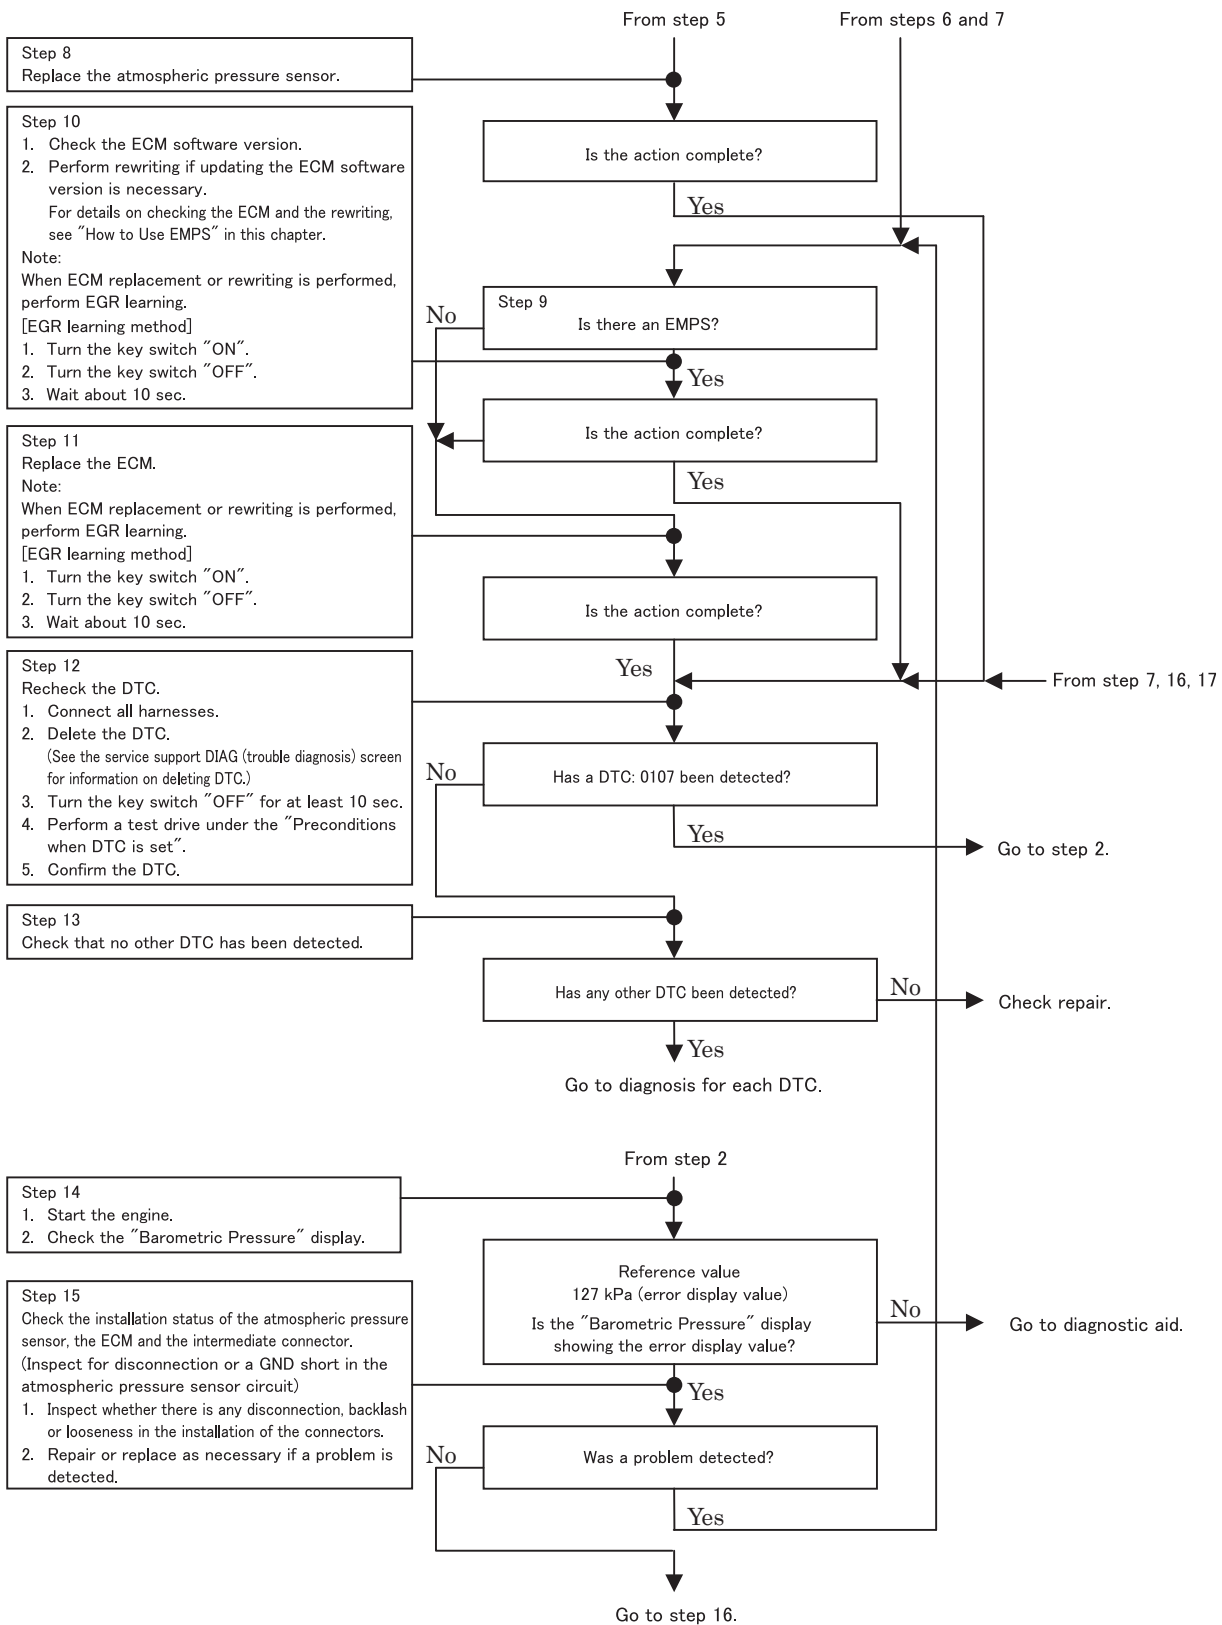 From step 5
From steps 6 and 7
Step 8
Replace the atmospheric pressure sensor.
Is the action complete?
Yes
Step 10
1. Check the ECM software version.
2. Perform rewriting if updating the ECM software
version is necessary.
For details on checking the ECM and the rewriting,
see "How to Use EMPS" in this chapter.
Note:
When ECM replacement or rewriting is performed,
perform EGR learning.
[EGR learning method]
1. Turn the key switch "ON".
2. Turn the key switch "OFF".
3. Wait about 10 sec.
Step 9
Is there an EMPS?
No
Yes
Is the action complete?
Yes
Step 11
Replace the ECM.
Note:
When ECM replacement or rewriting is performed,
perform EGR learning.
[EGR learning method]
1. Turn the key switch "ON".
2. Turn the key switch "OFF".
3. Wait about 10 sec.
Is the action complete?
Yes
From step 7, 16, 17
Step 12
Recheck the DTC.
1. Connect all harnesses.
2. Delete the DTC.
(See the service support DIAG (trouble diagnosis) screen
for information on deleting DTC.)
3. Turn the key switch "OFF" for at least 10 sec.
4. Perform a test drive under the "Preconditions
when DTC is set".
5. Confirm the DTC.
Has a DTC: 0107 been detected?
No
Yes
Go to step 2.
Step 13
Check that no other DTC has been detected.
Has any other DTC been detected?
No
Check repair.
Yes
Go to diagnosis for each DTC.
From step 2
Step 14
1. Start the engine.
2. Check the "Barometric Pressure" display.
Reference value
127 kPa (error display value)
Is the "Barometric Pressure" display
showing the error display value?
No
Go to diagnostic aid.
Yes
Step 15
Check the installation status of the atmospheric pressure
sensor, the ECM and the intermediate connector.
(Inspect for disconnection or a GND short in the
atmospheric pressure sensor circuit)
1. Inspect whether there is any disconnection, backlash
or looseness in the installation of the connectors.
2. Repair or replace as necessary if a problem is
detected.
Was a problem detected?
No
Yes
Go to step 16.